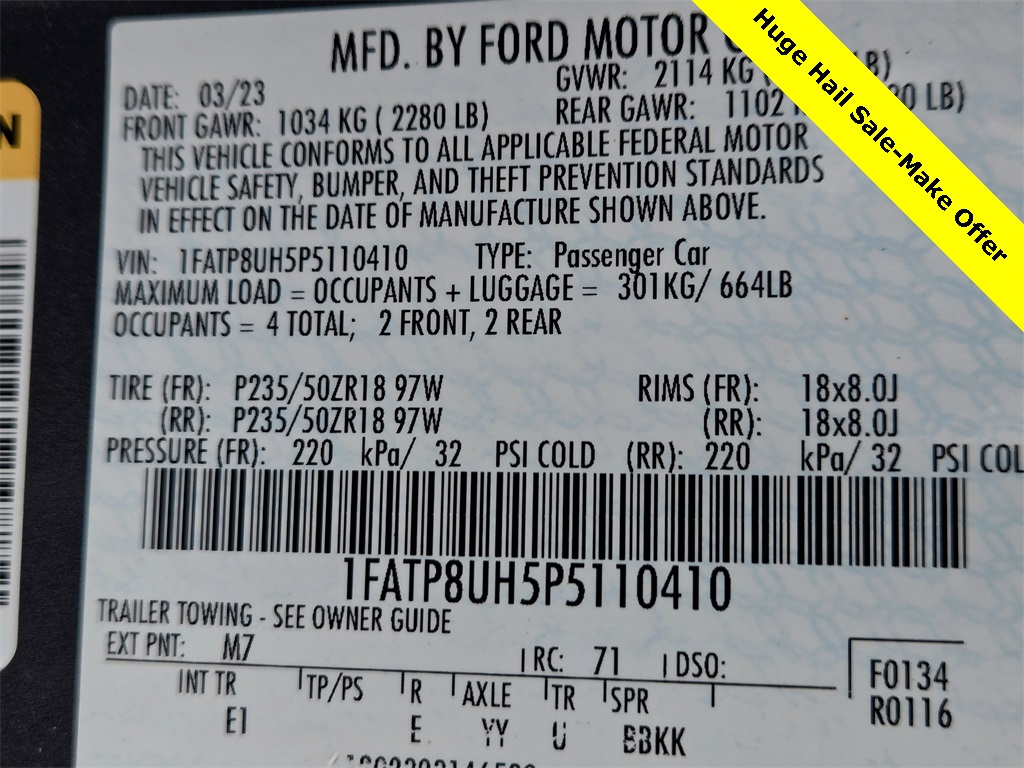 MFD. BY FORD MOTOR
DATE: 03/23
GVWR: 2114 KG
FRONT GAWR: 1034 KG ( 2280 LB)
REAR GAWR: 1102 LB)
THIS VEHICLE CONFORMS TO ALL APPLICABLE FEDERAL MOTOR
VEHICLE SAFETY, BUMPER, AND THEFT PREVENTION STANDARDS
IN EFFECT ON THE DATE OF MANUFACTURE SHOWN ABOVE.
VIN: 1FATP8UH5P5110410 TYPE: Passenger Car
MAXIMUM LOAD = OCCUPANTS + LUGGAGE = 301KG/ 664LB
OCCUPANTS = 4 TOTAL; 2 FRONT, 2 REAR
TIRE (FR): P235/50ZR18 97W RIMS (FR): 18x8.0J
(RR): P235/50ZR18 97W (RR): 18x8.0J
PRESSURE (FR): 220 kPa/ 32 PSI COLD (RR): 220 kPa/ 32 PSI COL
1FATP8UH5P5110410
TRAILER TOWING - SEE OWNER GUIDE
EXT PNT: M7 RC: 71 DSO:
INT TR TP/PS R AXLE TR SPR
E1 E YY U BBKK
F0134
R0116
Huge Hail Sale-Make Offer